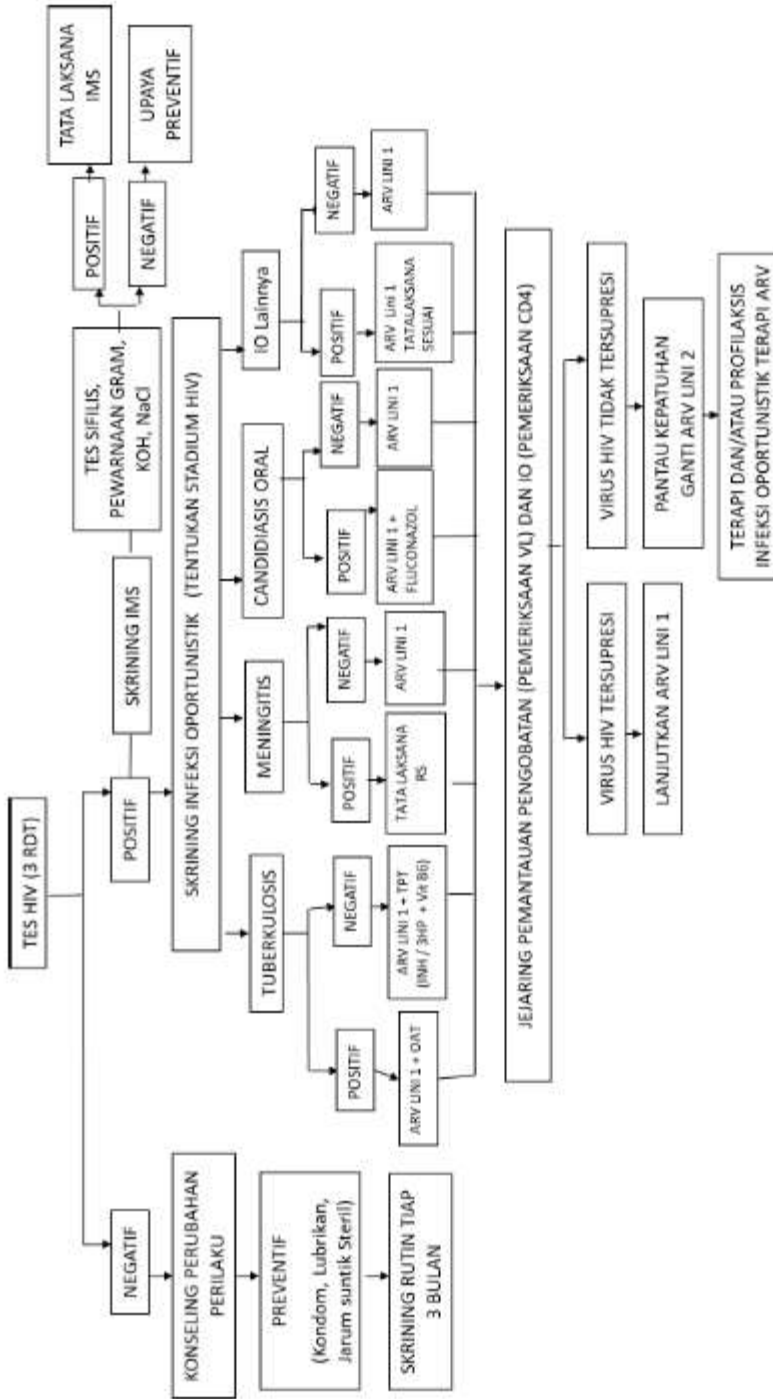 TES HIV (3 RDT)
NEGATIF
POSITIF
SKRINING IMS
TES SIFILIS,
PEWARNAAN GRAM,
KOH, NaCl
POSITIF
NEGATIF
TATA LAKSANA
IMS
UPAYA
PREVENTIF
KONSELING PERUBAHAN
PERILAKU
PREVENTIF
(Kondom, Lubrikan,
Jarum suntik Steril)
SKRINING RUTIN TIAP
3 BULAN
SKRINING INFEKSI OPORTUNISTIK (TENTUKAN STADIUM HIV)
TUBERKULOSIS
MENINGITIS
CANDIDIASIS ORAL
IO Lainnya
POSITIF
NEGATIF
POSITIF
NEGATIF
POSITIF
NEGATIF
POSITIF
NEGATIF
ARV LINI 1 + OAT
ARV LINI 1 + TPT
(INH / 3HP + Vit B6)
TATA LAKSANA
RS
ARV LINI 1
ARV LINI 1 +
FLUCONAZOL
ARV LINI 1
ARV Lini 1
TATALAKSANA
SESUAI
ARV LINI 1
JEJARING PEMANTAUAN PENGOBATAN (PEMERIKSAAN VL) DAN IO (PEMERIKSAAN CD4)
VIRUS HIV TERSUPRESI
LANJUTKAN ARV LINI 1
VIRUS HIV TIDAK TERSUPRESI
PANTAU KEPATUHAN
GANTI ARV LINI 2
TERAPI DAN/ATAU PROFILAKSIS
INFEKSI OPORTUNISTIK TERAPI ARV